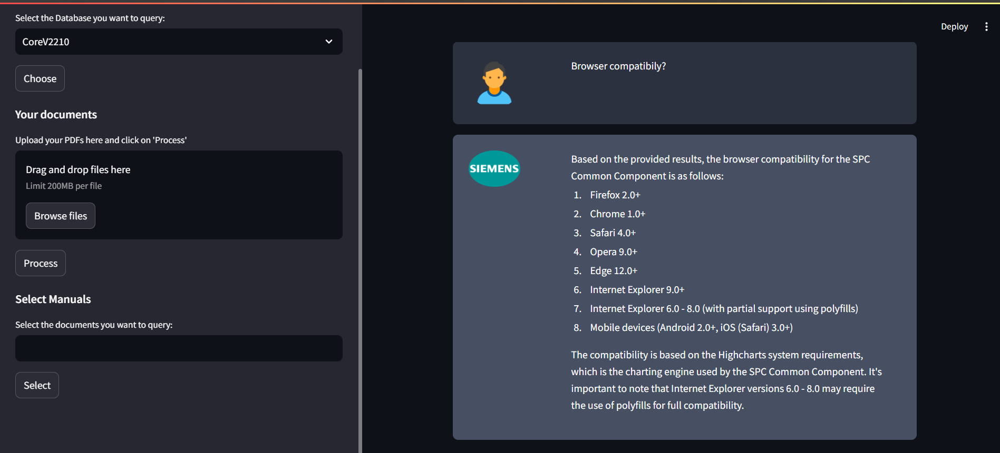 Select the Database you want to query:
CoreV2210
Choose
Your documents
Upload your PDFs here and click on 'Process'
Drag and drop files here
Limit 200MB per file
Browse files
Process
Select Manuals
Select the documents you want to query:
Select
Deploy
Browser compatibily?
SIEMENS
Based on the provided results, the browser compatibility for the SPC
Common Component is as follows:
1. Firefox 2.0+
2. Chrome 1.0+
3. Safari 4.0+
4. Opera 9.0+
5. Edge 12.0+
6. Internet Explorer 9.0+
7. Internet Explorer 6.0 - 8.0 (with partial support using polyfills)
8. Mobile devices (Android 2.0+, iOS (Safari) 3.0+)
The compatibility is based on the Highcharts system requirements,
which is the charting engine used by the SPC Common Component. It's
important to note that Internet Explorer versions 6.0 - 8.0 may require
the use of polyfills for full compatibility.